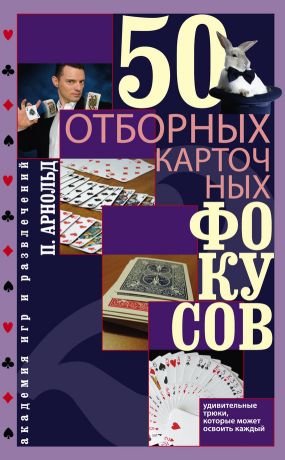 50
ОТБОРНЫХ
КАРТОЧ
НЫХ
ФО
КУ
СОВ
П. АРНОЛЬД
академия игр и развлечений
удивительные
трюки,
которые может
освоить каждый